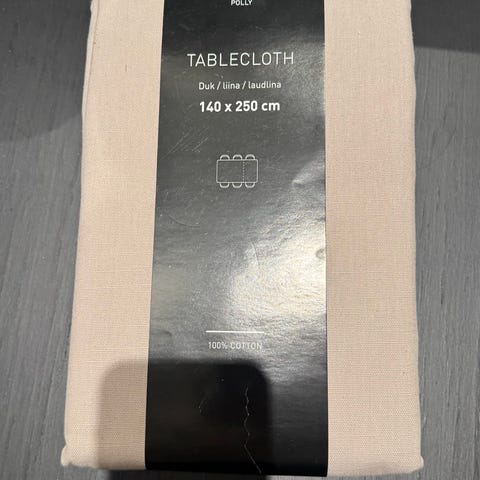 POLLY
TABLECLOTH
Duk / liina / laudlina
140 x 250 cm
100% COTTON